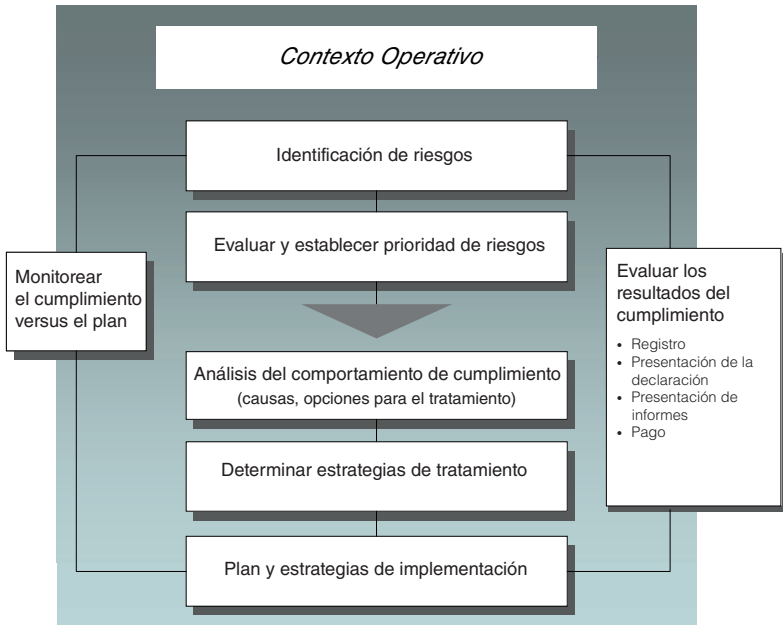 Contexto Operativo
Identificación de riesgos
Evaluar y establecer prioridad de riesgos
Monitorear
el cumplimiento
versus el plan
Evaluar los
resultados del
cumplimiento
• Registro
• Presentación de la
declaración
• Presentación de
informes
• Pago
Análisis del comportamiento de cumplimiento
(causas, opciones para el tratamiento)
Determinar estrategias de tratamiento
Plan y estrategias de implementación